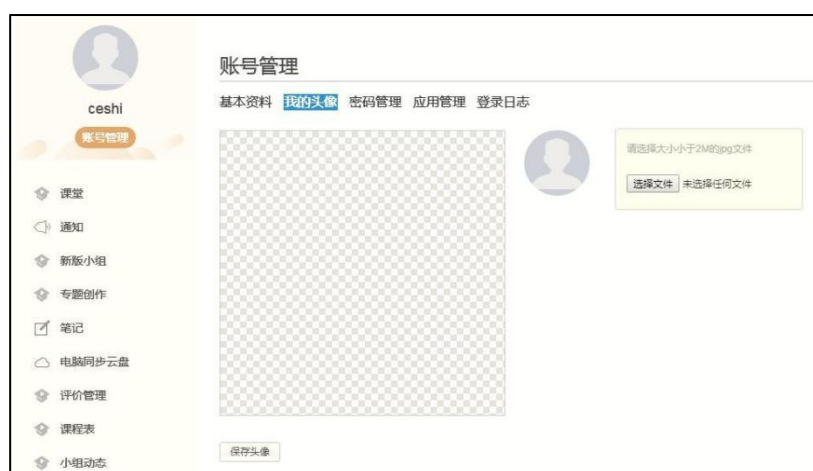 ceshi
账号管理
课堂
通知
新版小组
专题创作
笔记
电脑同步云盘
评价管理
课程表
小组动态
账号管理
基本资料 我的头像 密码管理 应用管理 登录日志
请选择大小小于2M的jpg文件
选择文件 未选择任何文件
保存头像